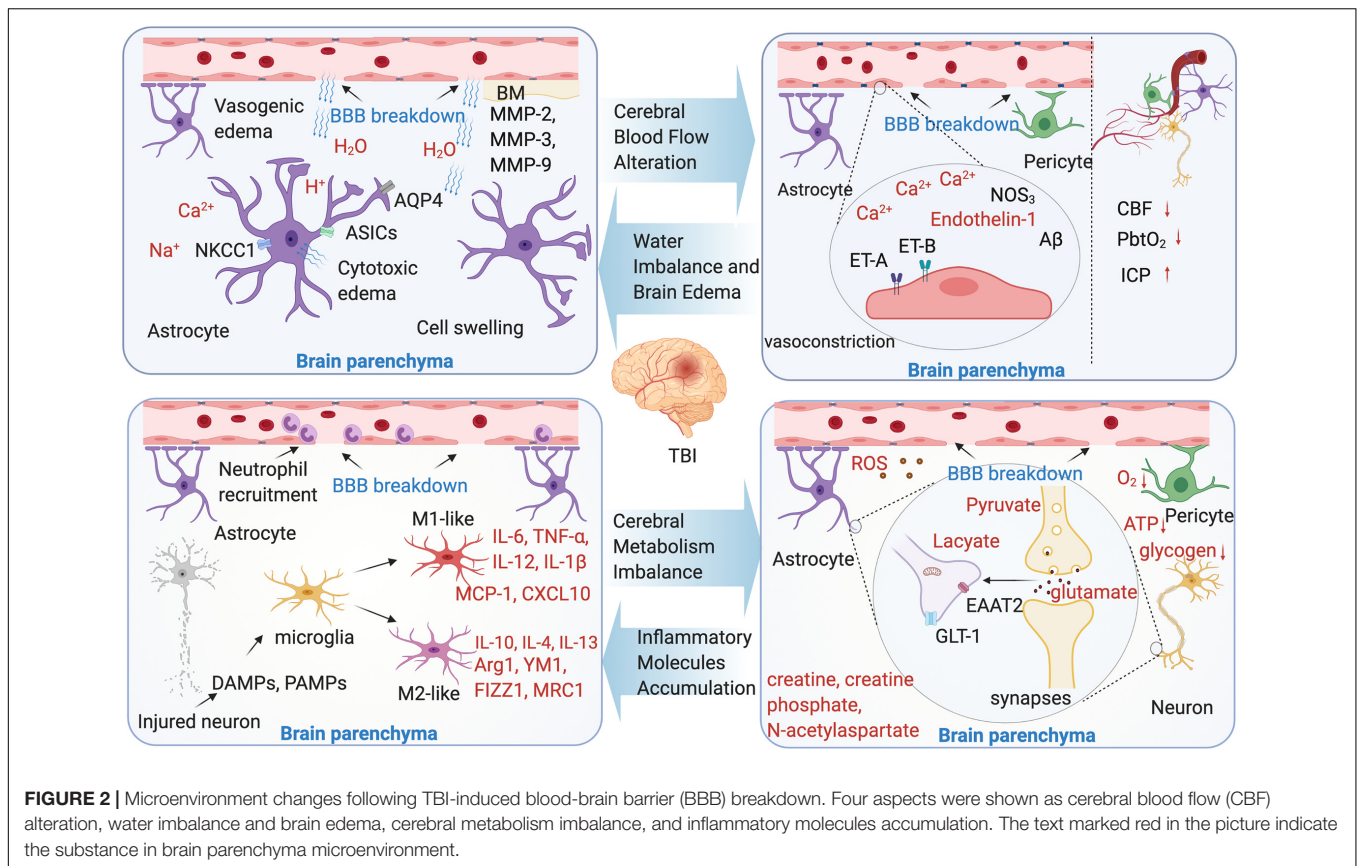 Vasogenic
edema
BBB breakdown
H₂O
H₂O
BM
MMP-2,
MMP-3,
MMP-9
H⁺
Ca²⁺
AQP4
ASICs
Na⁺
NKCC1
Cytotoxic
edema
Astrocyte
Cell swelling
Brain parenchyma
Cerebral
Blood Flow
Alteration
Water
Imbalance and
Brain Edema
BBB breakdown
Pericyte
Astrocyte
Ca²⁺
Ca²⁺
Ca²⁺
NOS₃
Endothelin-1
ET-B
Aβ
ET-A
vasoconstriction
CBF ↓
PbtO₂ ↓
ICP ↑
Brain parenchyma
TBI
Neutrophil
recruitment
BBB breakdown
Astrocyte
M1-like
IL-6, TNF-α,
IL-12, IL-1β
MCP-1, CXCL10
microglia
IL-10, IL-4, IL-13
Arg1, YM1,
FIZZ1, MRC1
M2-like
DAMPs, PAMPs
Injured neuron
Brain parenchyma
Cerebral
Metabolism
Imbalance
Inflammatory
Molecules
Accumulation
ROS
BBB breakdown
O₂↓
Pericyte
Pyruvate
ATP↓
glycogen↓
Astrocyte
Lacyate
glutamate
EAAT2
GLT-1
synapses
creatine, creatine
phosphate,
N-acetylaspartate
Neuron
Brain parenchyma
FIGURE 2 | Microenvironment changes following TBI-induced blood-brain barrier (BBB) breakdown. Four aspects were shown as cerebral blood flow (CBF)
alteration, water imbalance and brain edema, cerebral metabolism imbalance, and inflammatory molecules accumulation. The text marked red in the picture indicate
the substance in brain parenchyma microenvironment.